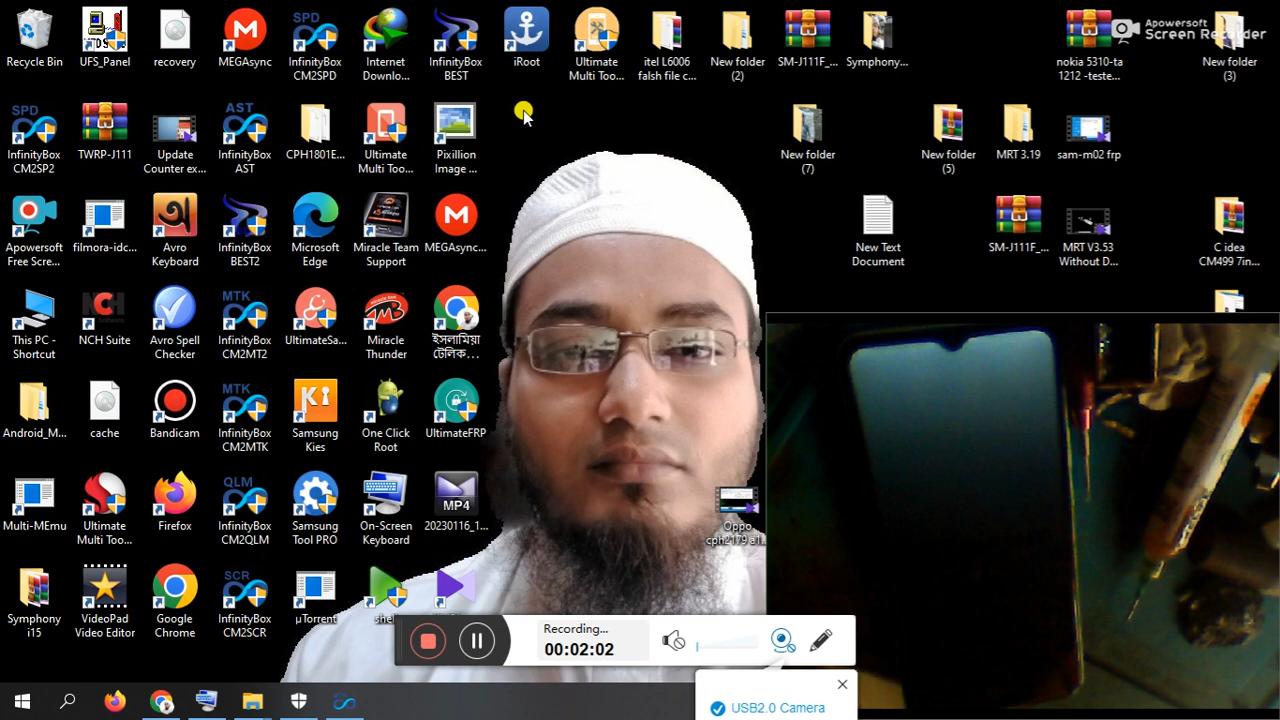 Recycle Bin
UFS_Panel
recovery
MEGAsync
SPD
InfinityBox
CM2SPD
Internet
Downlo...
InfinityBox
BEST
iRoot
Ultimate
Multi Too...
itel L6006
falsh file c...
New folder
(2)
SM-J111F_...
Symphony...
nokia 5310-ta
1212 -teste...
Apowersoft
Screen Recorder
New folder
(3)
SPD
InfinityBox
CM2SP2
TWRP-J111
Update
Counter ex...
AST
InfinityBox
AST
CPH1801E...
Ultimate
Multi Too...
Pixillion
Image ...
New folder
(7)
New folder
(5)
MRT 3.19
sam-m02 frp
Apowersoft
Free Scre...
filmora-idc...
অ
Avro
Keyboard
InfinityBox
BEST2
Microsoft
Edge
Miracle Team
Support
MEGAsync...
New Text
Document
SM-J111F_...
MRT V3.53
Without D...
C idea
CM499 7in...
This PC -
Shortcut
NCH
NCH Suite
Avro Spell
Checker
MTK
InfinityBox
CM2MT2
UltimateSa...
Miracle
Thunder
ইসলামিয়া
টেলিক...
Android_M...
cache
Bandicam
MTK
InfinityBox
CM2MTK
Samsung
Kies
One Click
Root
UltimateFRP
Multi-MEmu
Ultimate
Multi Too...
Firefox
QLM
InfinityBox
CM2QLM
Samsung
Tool PRO
On-Screen
Keyboard
MP4
20230116_1...
Oppo
cph2179 a1...
Symphony
i15
VideoPad
Video Editor
Google
Chrome
SCR
InfinityBox
CM2SCR
µTorrent
Recording...
00:02:02
USB2.0 Camera